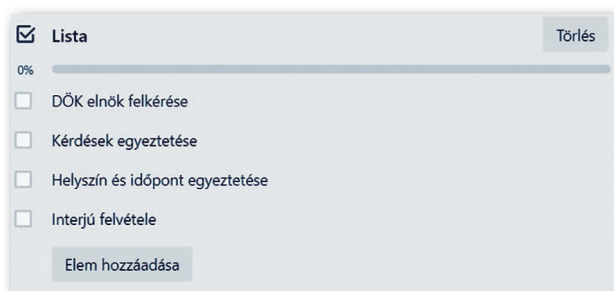 Lista
Törlés
0%
DÖK elnök felkérése
Kérdések egyeztetése
Helyszín és időpont egyeztetése
Interjú felvétele
Elem hozzáadása